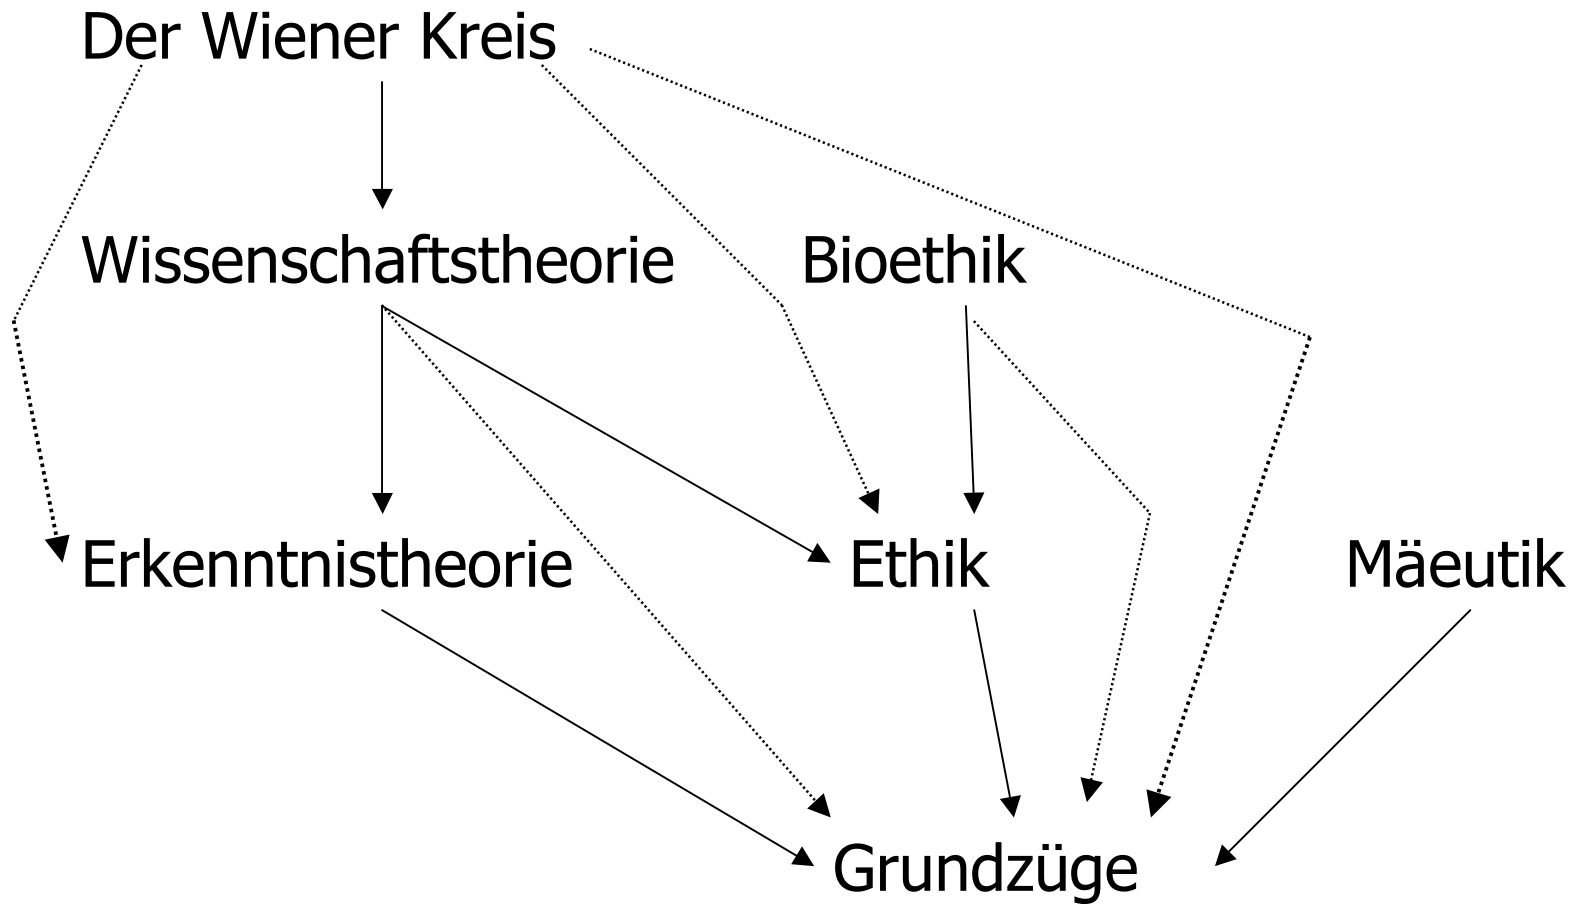 Der Wiener Kreis
Wissenschaftstheorie
Bioethik
Erkenntnistheorie
Ethik
Mäeutik
Grundzüge